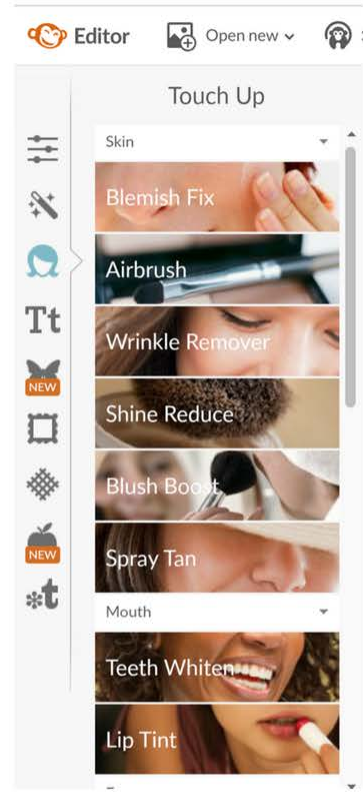 Editor
Open new
Touch Up
Skin
Blemish Fix
Airbrush
Wrinkle Remover
Shine Reduce
Tt
NEW
Blush Boost
NEW
Spray Tan
t
Mouth
Teeth Whiten
Lip Tint